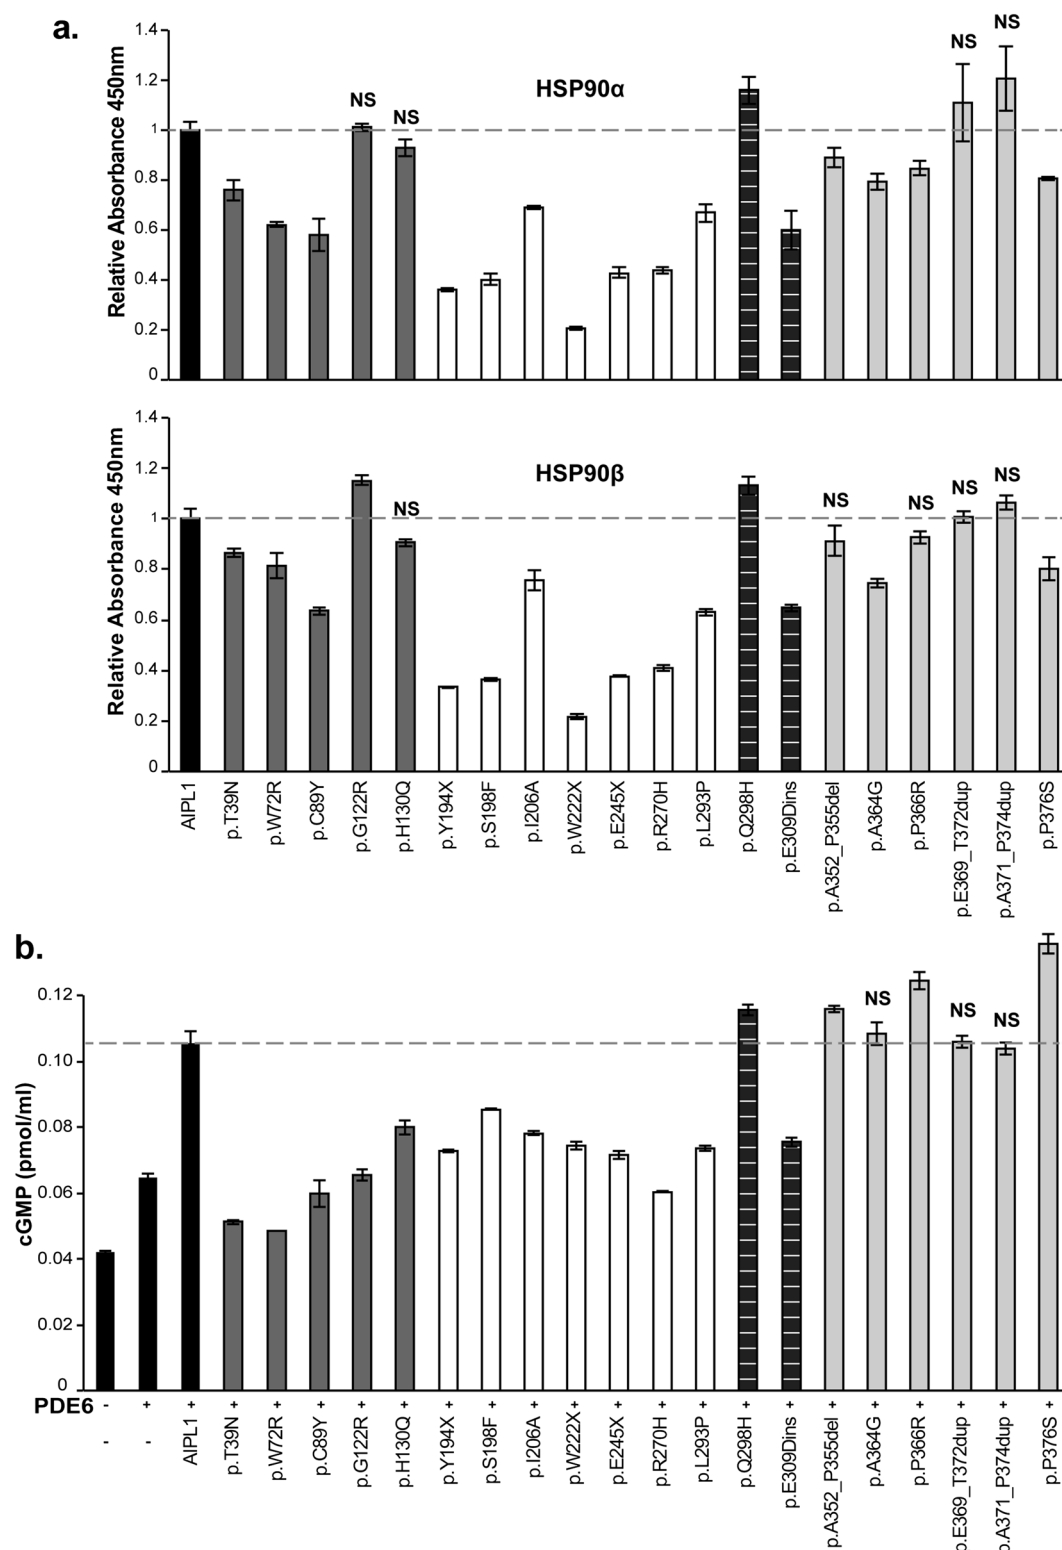 a.
HSP90α
Relative Absorbance 450nm
1.4
1.2
1
0.8
0.6
0.4
0.2
0
NS
NS
NS
NS
HSP90β
Relative Absorbance 450nm
1.4
1.2
1
0.8
0.6
0.4
0.2
0
NS
NS
NS
NS
NS
AIPL1
p.T39N
p.W72R
p.C89Y
p.G122R
p.H130Q
p.Y194X
p.S198F
p.I206A
p.W222X
p.E245X
p.R270H
p.L293P
p.Q298H
p.E309Dins
p.A352_P355del
p.A364G
p.P366R
p.E369_T372dup
p.A371_P374dup
p.P376S
b.
cGMP (pmol/ml)
0.12
0.10
0.08
0.06
0.04
0.02
0
NS
NS
NS
PDE6 - + + + + + + + + + + + + + + + + + + + + + +
-
-
AIPL1
p.T39N
p.W72R
p.C89Y
p.G122R
p.H130Q
p.Y194X
p.S198F
p.I206A
p.W222X
p.E245X
p.R270H
p.L293P
p.Q298H
p.E309Dins
p.A352_P355del
p.A364G
p.P366R
p.E369_T372dup
p.A371_P374dup
p.P376S